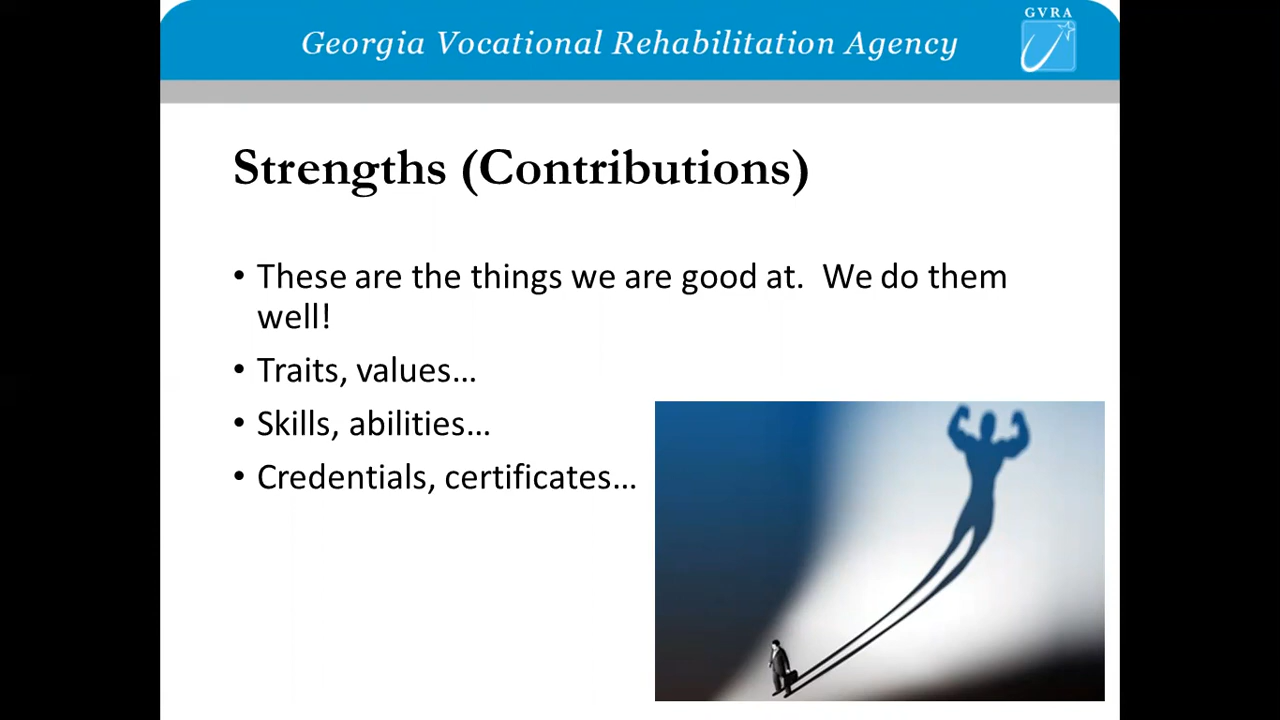 GVRA
Georgia Vocational Rehabilitation Agency
Strengths (Contributions)
• These are the things we are good at.  We do them
well!
• Traits, values…
• Skills, abilities…
• Credentials, certificates…